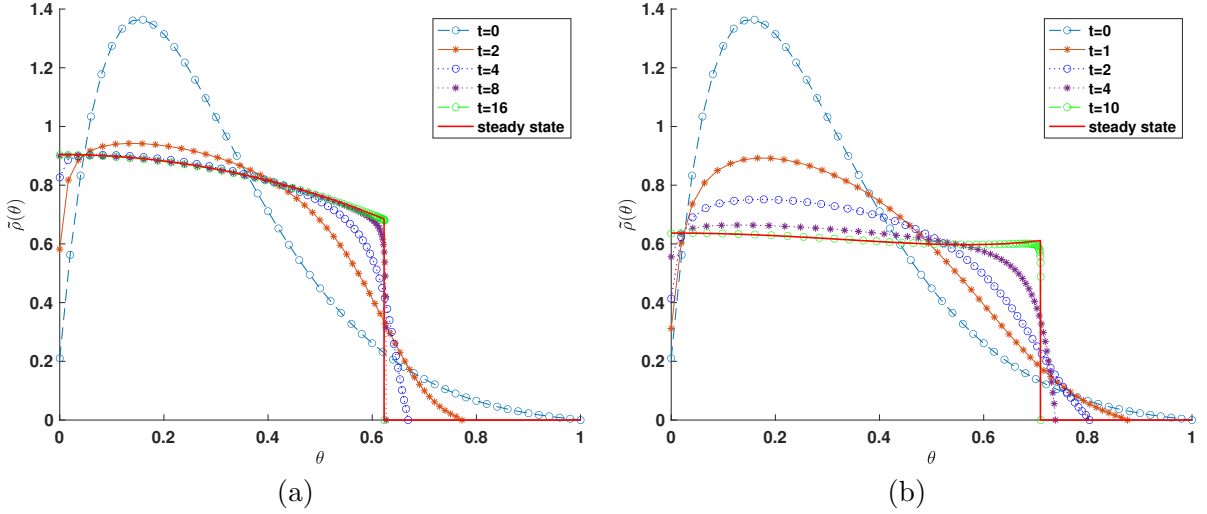 1.4
1.2
1
0.8
0.6
0.4
0.2
0
0 0.2 0.4 0.6 0.8 1
θ
ρ̃(θ)
t=0
t=2
t=4
t=8
t=16
steady state
(a)
1.4
1.2
1
0.8
0.6
0.4
0.2
0
0 0.2 0.4 0.6 0.8 1
θ
ρ̃(θ)
t=0
t=1
t=2
t=4
t=10
steady state
(b)